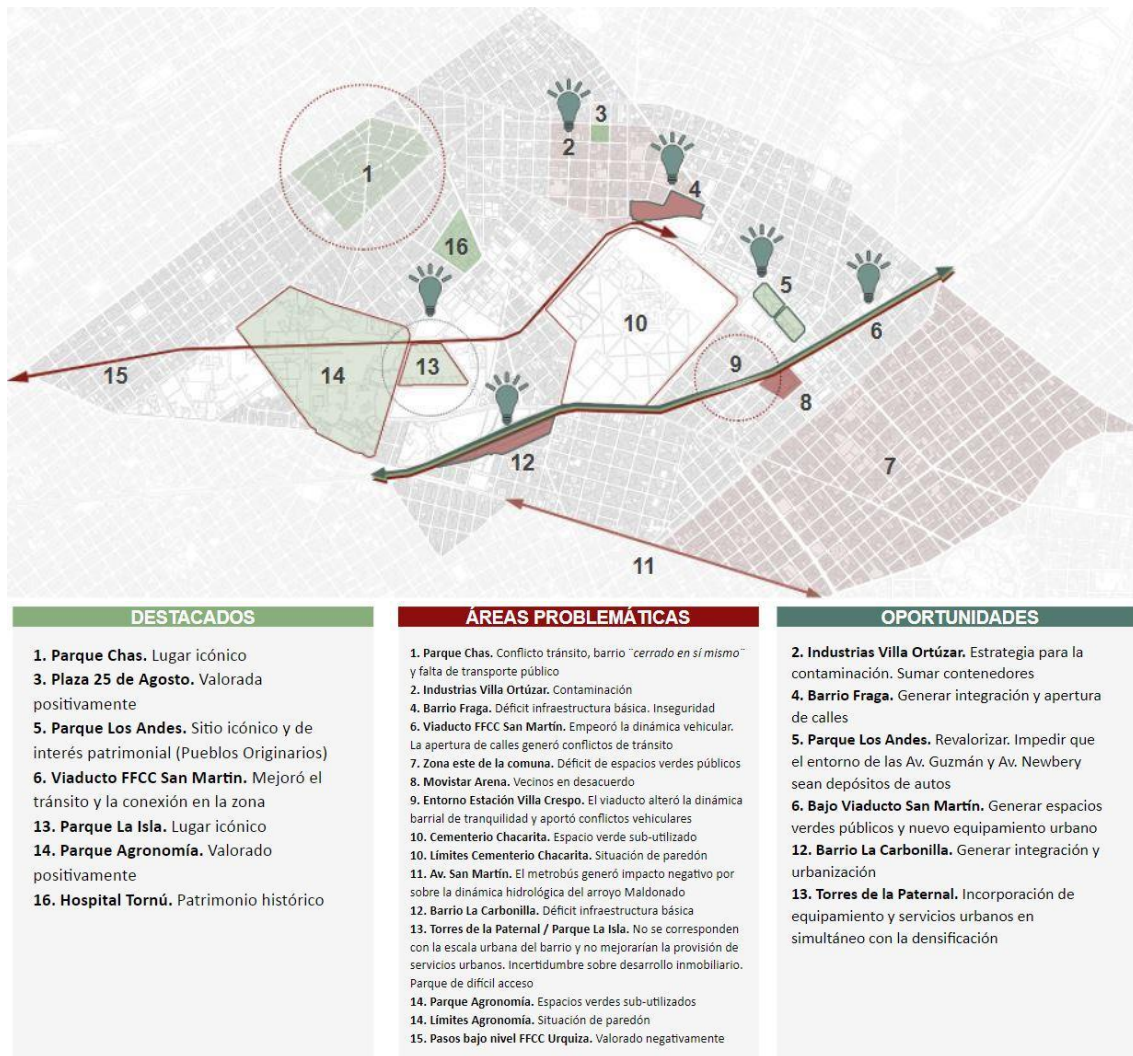 3
2
1
4
16
5
10
6
13
9
15
14
8
12
7
11
DESTACADOS
1. Parque Chas. Lugar icónico
3. Plaza 25 de Agosto. Valorada
positivamente
5. Parque Los Andes. Sitio icónico y de
interés patrimonial (Pueblos Originarios)
6. Viaducto FFCC San Martin. Mejoró el
tránsito y la conexión en la zona
13. Parque La Isla. Lugar icónico
14. Parque Agronomía. Valorado
positivamente
16. Hospital Tornú. Patrimonio histórico
ÁREAS PROBLEMÁTICAS
1. Parque Chas. Conflicto tránsito, barrio ¨cerrado en sí mismo¨
y falta de transporte público
2. Industrias Villa Ortúzar. Contaminación
4. Barrio Fraga. Déficit infraestructura básica. Inseguridad
6. Viaducto FFCC San Martín. Empeoró la dinámica vehicular.
La apertura de calles generó conflictos de tránsito
7. Zona este de la comuna. Déficit de espacios verdes públicos
8. Movistar Arena. Vecinos en desacuerdo
9. Entorno Estación Villa Crespo. El viaducto alteró la dinámica
barrial de tranquilidad y aportó conflictos vehiculares
10. Cementerio Chacarita. Espacio verde sub-utilizado
10. Límites Cementerio Chacarita. Situación de paredón
11. Av. San Martín. El metrobús generó impacto negativo por
sobre la dinámica hidrológica del arroyo Maldonado
12. Barrio La Carbonilla. Déficit infraestructura básica
13. Torres de la Paternal / Parque La Isla. No se corresponden
con la escala urbana del barrio y no mejorarían la provisión de
servicios urbanos. Incertidumbre sobre desarrollo inmobiliario.
Parque de difícil acceso
14. Parque Agronomía. Espacios verdes sub-utilizados
14. Límites Agronomía. Situación de paredón
15. Pasos bajo nivel FFCC Urquiza. Valorado negativamente
OPORTUNIDADES
2. Industrias Villa Ortúzar. Estrategia para la
contaminación. Sumar contenedores
4. Barrio Fraga. Generar integración y apertura
de calles
5. Parque Los Andes. Revalorizar. Impedir que
el entorno de las Av. Guzmán y Av. Newbery
sean depósitos de autos
6. Bajo Viaducto San Martín. Generar espacios
verdes públicos y nuevo equipamiento urbano
12. Barrio La Carbonilla. Generar integración y
urbanización
13. Torres de la Paternal. Incorporación de
equipamiento y servicios urbanos en
simultáneo con la densificación